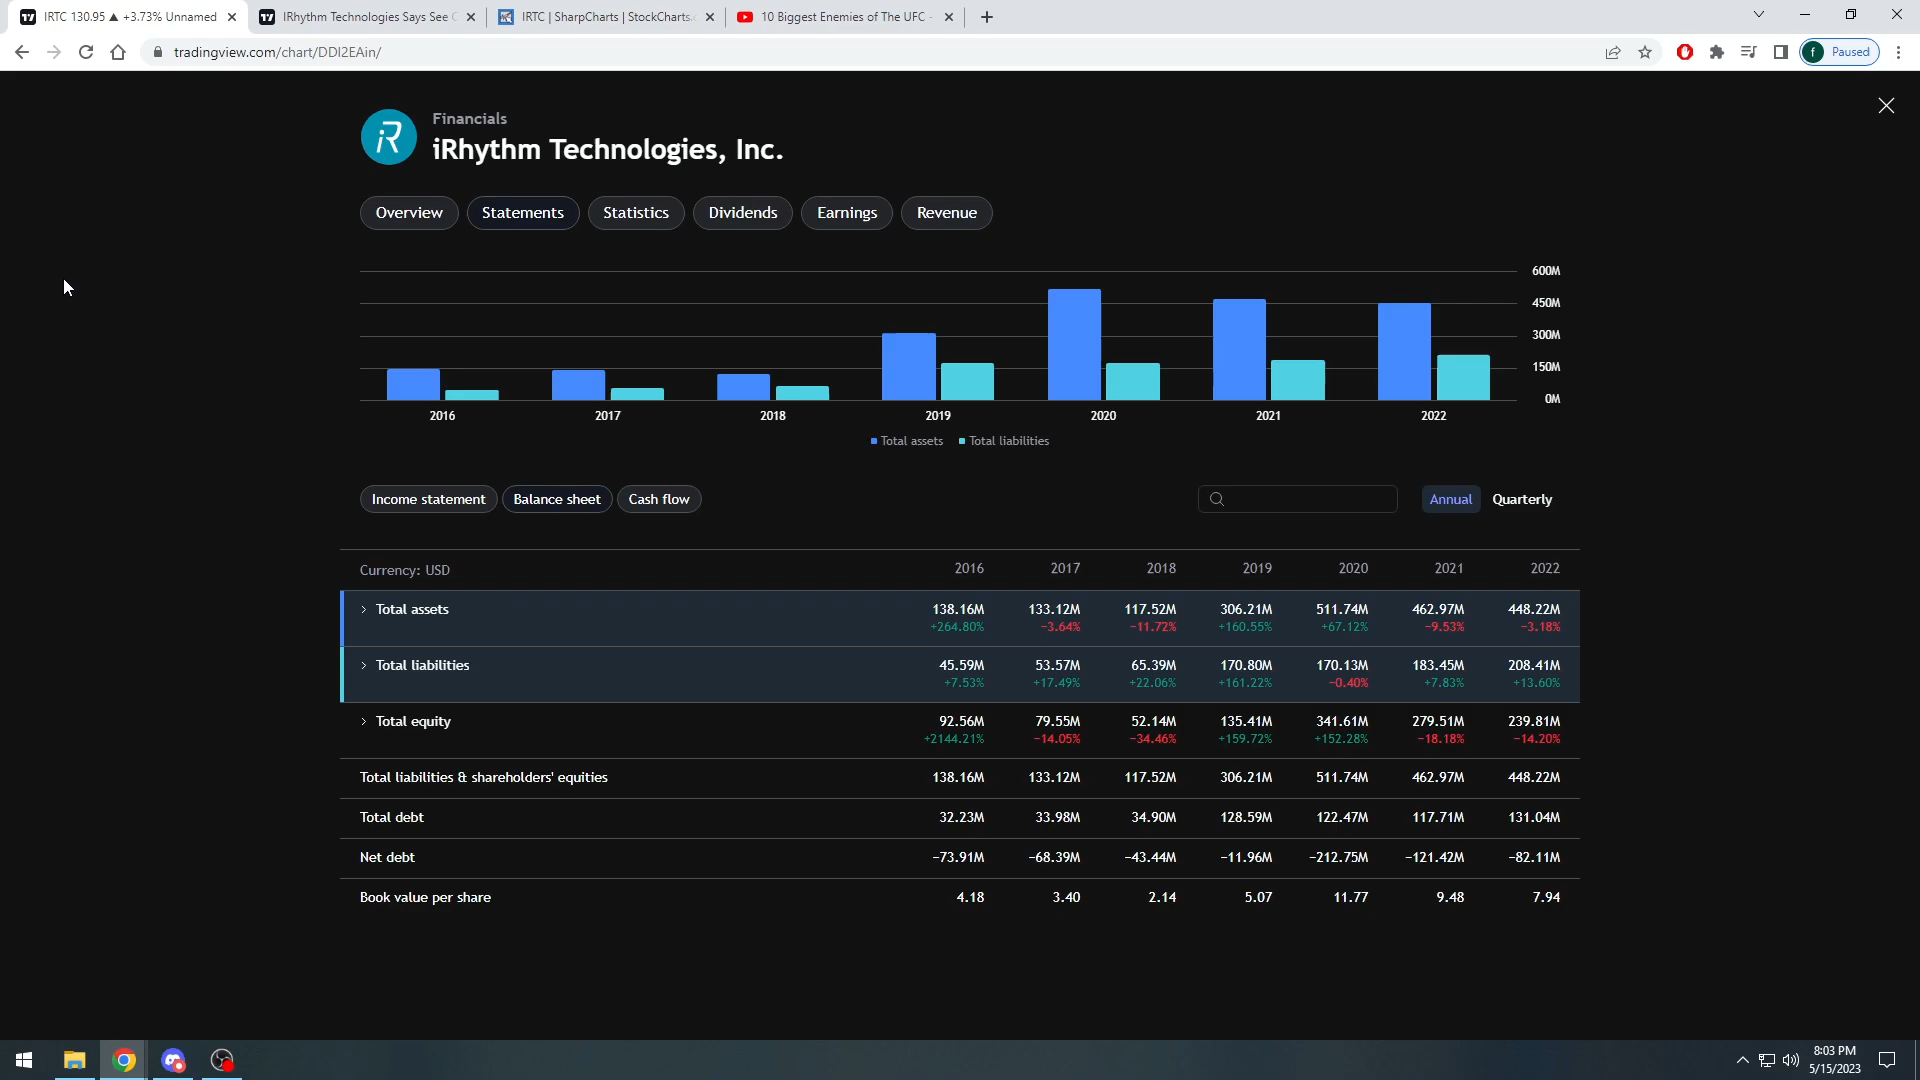 IRTC 130.95 ▲ +3.73% Unnamed
IRhythm Technologies Says See C
IRTC | SharpCharts | StockCharts.c
10 Biggest Enemies of The UFC -
tradingview.com/chart/DDI2EAin/
f Paused
iR
Financials
iRhythm Technologies, Inc.
Overview Statements Statistics Dividends Earnings Revenue
600M
450M
300M
150M
0M
2016 2017 2018 2019 2020 2021 2022
Total assets Total liabilities
Income statement Balance sheet Cash flow Annual Quarterly
Currency: USD 2016 2017 2018 2019 2020 2021 2022
Total assets 138.16M 133.12M 117.52M 306.21M 511.74M 462.97M 448.22M
+264.80% −3.64% −11.72% +160.55% +67.12% −9.53% −3.18%
Total liabilities 45.59M 53.57M 65.39M 170.80M 170.13M 183.45M 208.41M
+7.53% +17.49% +22.06% +161.22% −0.40% +7.83% +13.60%
Total equity 92.56M 79.55M 52.14M 135.41M 341.61M 279.51M 239.81M
+2144.21% −14.05% −34.46% +159.72% +152.28% −18.18% −14.20%
Total liabilities & shareholders' equities 138.16M 133.12M 117.52M 306.21M 511.74M 462.97M 448.22M
Total debt 32.23M 33.98M 34.90M 128.59M 122.47M 117.71M 131.04M
Net debt −73.91M −68.39M −43.44M −11.96M −212.75M −121.42M −82.11M
Book value per share 4.18 3.40 2.14 5.07 11.77 9.48 7.94
8:03 PM
5/15/2023